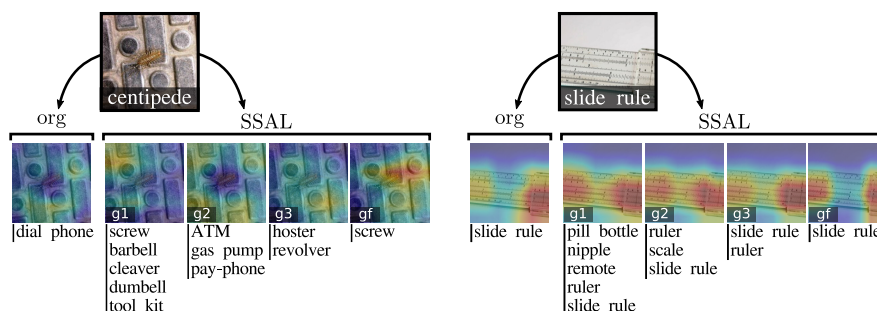 centipede
org
SSAL
g1
g2
g3
gf
dial phone
screw
barbell
cleaver
dumbell
tool kit
ATM
gas pump
pay-phone
hoster
revolver
screw
slide rule
org
SSAL
g1
g2
g3
gf
slide rule
pill bottle
nipple
remote
ruler
slide rule
ruler
scale
slide rule
slide rule
ruler
slide rule